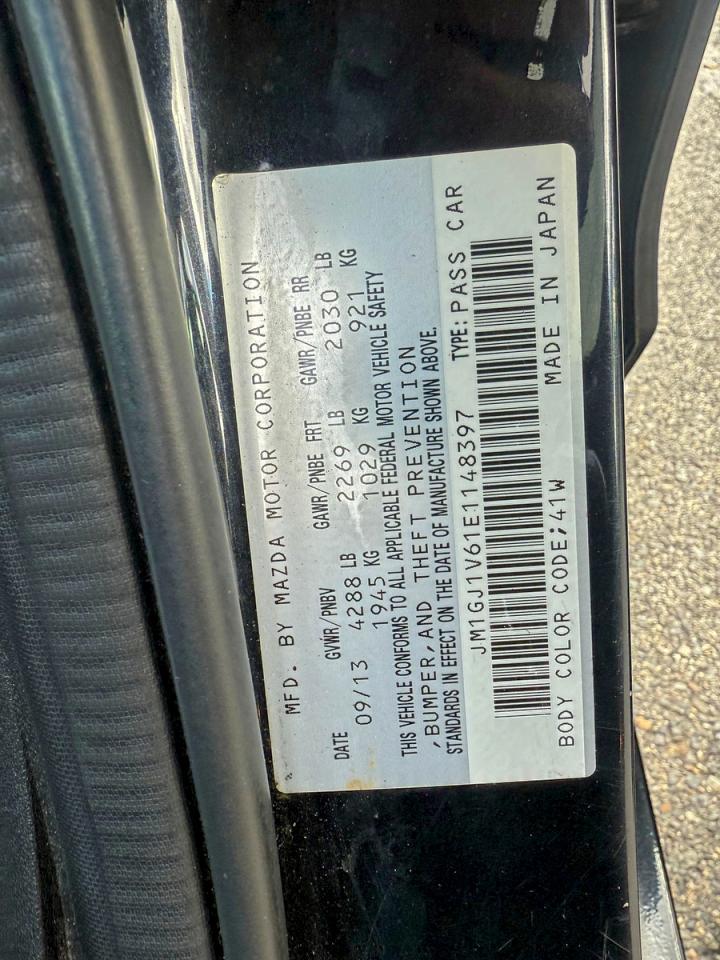 MFD. BY MAZDA MOTOR CORPORATION
DATE GVWR/PNBV GAWR/PNBE FRT GAWR/PNBE RR
09/13 4288 LB 2269 LB 2030 LB
1945 KG 1029 KG 921 KG
THIS VEHICLE CONFORMS TO ALL APPLICABLE FEDERAL MOTOR VEHICLE SAFETY
,BUMPER,AND THEFT PREVENTION
STANDARDS IN EFFECT ON THE DATE OF MANUFACTURE SHOWN ABOVE.
JM1GJ1V61E1148397 TYPE:PASS CAR
BODY COLOR CODE;41W MADE IN JAPAN